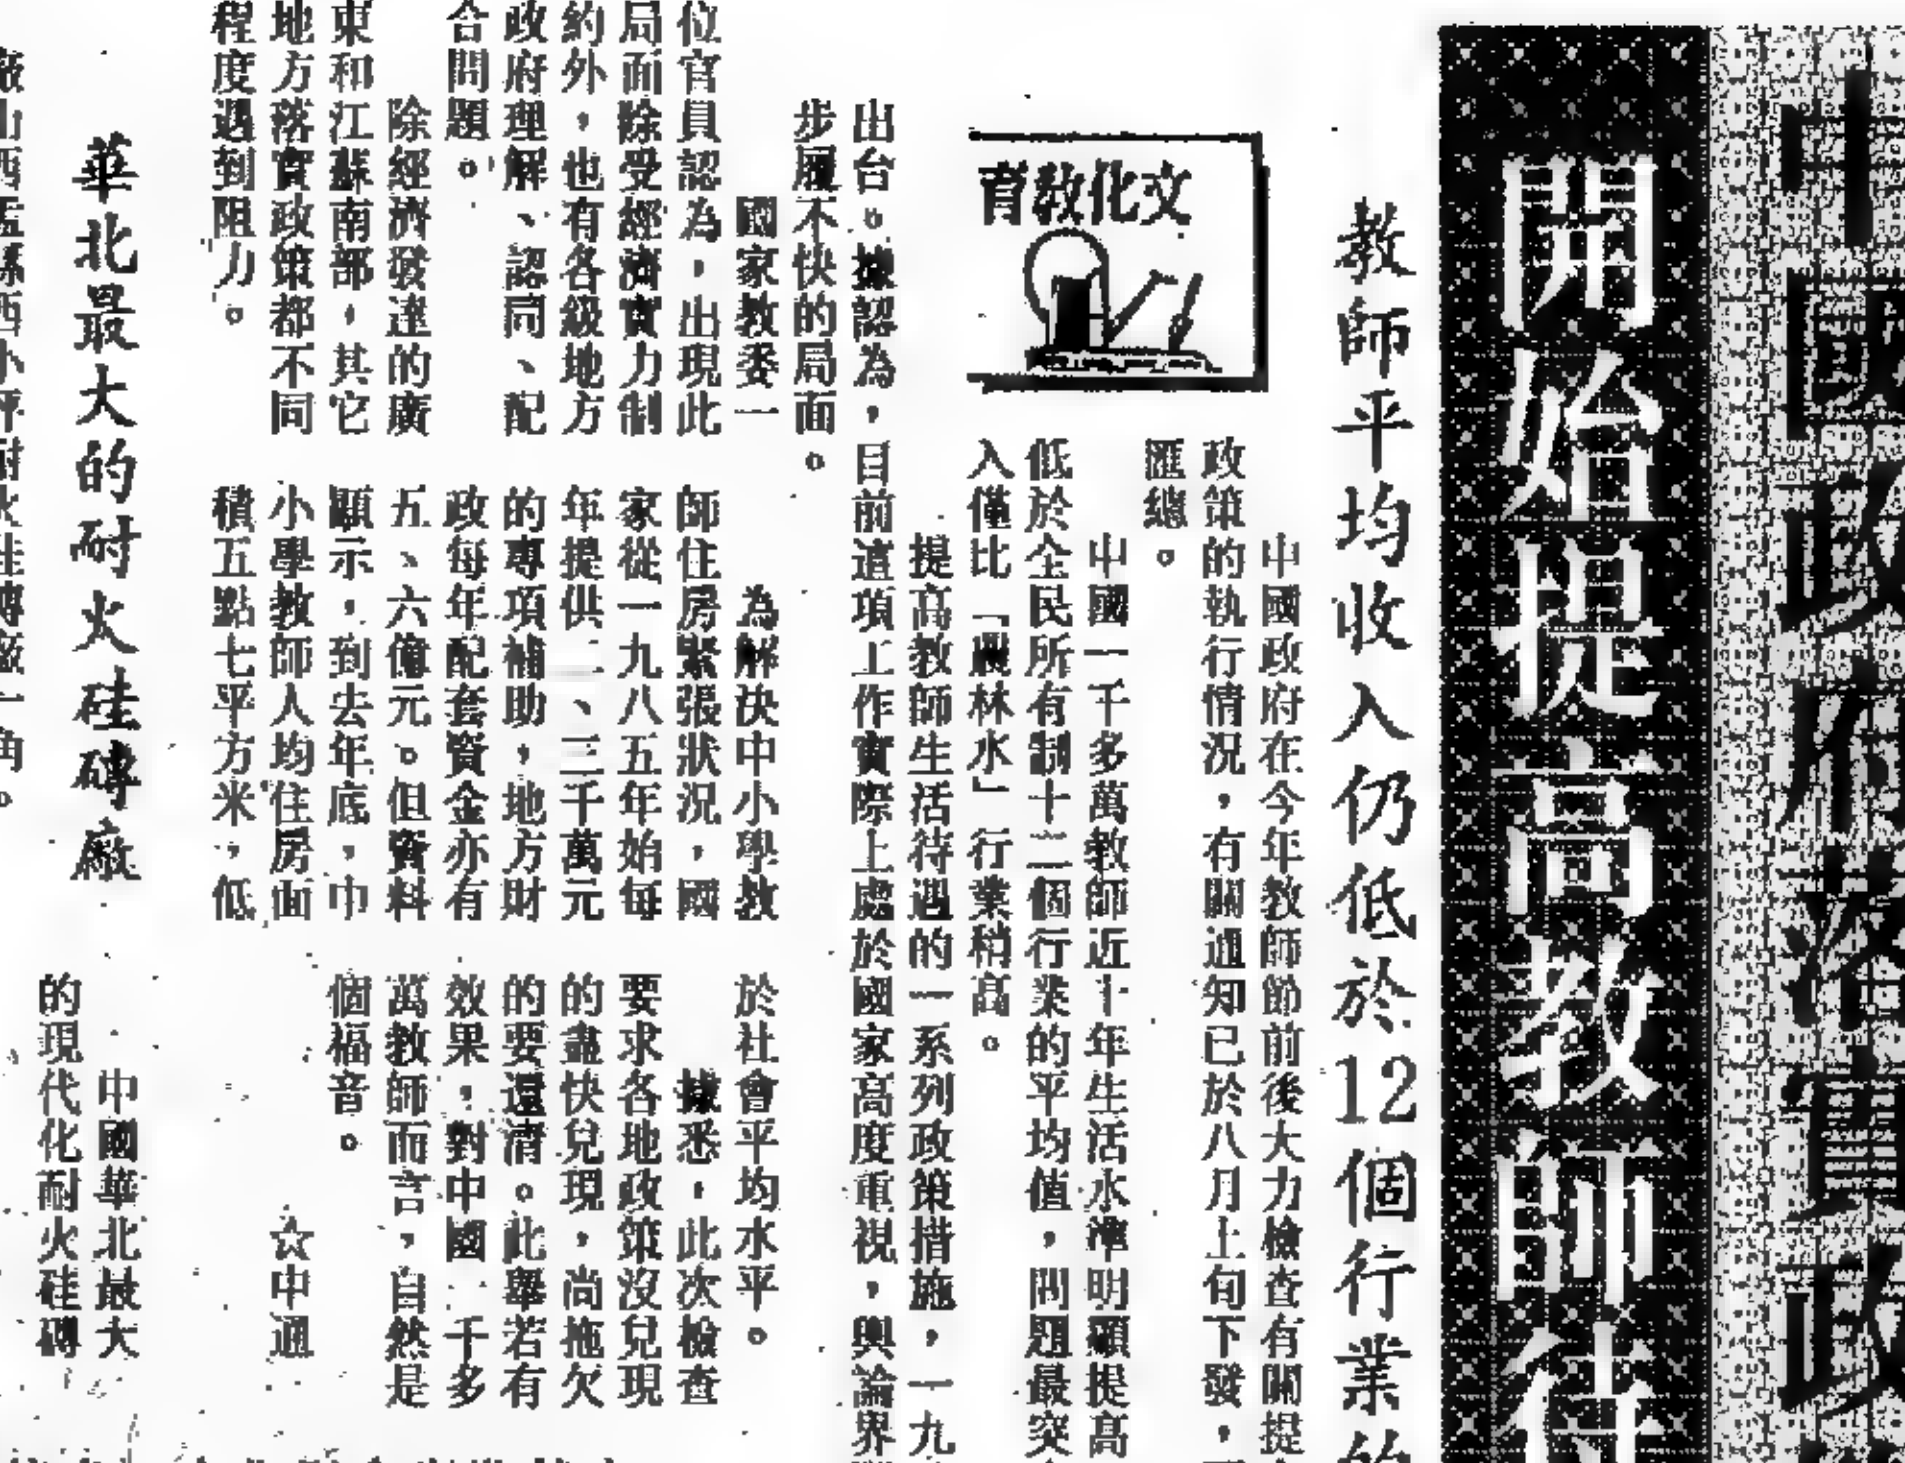 中國政府落實政
開始提高教師待
教師平均收入仍低於12個行業的
文化教育
中國政府在今年教師節前後大力檢查有關提
政策的執行情況，有關通知已於八月上旬下發，
匯總。
中國一千多萬教師近十年生活水準明顯提高
低於全民所有制十二個行業的平均值，問題最突
入僅比「農林水」行業稍高。
提高教師生活待遇的一系列政策措施，一九
出台。據認為，目前這項工作實際上處於國家高度重視，輿論界
步履不快的局面。
國家教委一
位官員認為，出現此
局面除受經濟實力制
約外，也有各級地方
政府理解、認同、配
合問題。
除經濟發達的廣
東和江蘇南部，其它
地方落實政策都不同
程度遇到阻力。
為解決中小學教
師住房緊張狀況，國
家從一九八五年始每
年提供二、三千萬元
的專項補助，地方財
政每年配套資金亦有
五、六億元。但資料
顯示，到去年底，中
小學教師人均住房面
積五點七平方米，低
於社會平均水平。
據悉，此次檢查
要求各地政策沒兌現
的盡快兌現，尚拖欠
的要還清。此舉若有
效果，對中國一千多
萬教師而言，自然是
個福音。
☆中通
華北最大的耐火硅磚廠
中國華北最大
的現代化耐火硅磚
廠山西盂縣西小坪耐火硅磚廠一角。